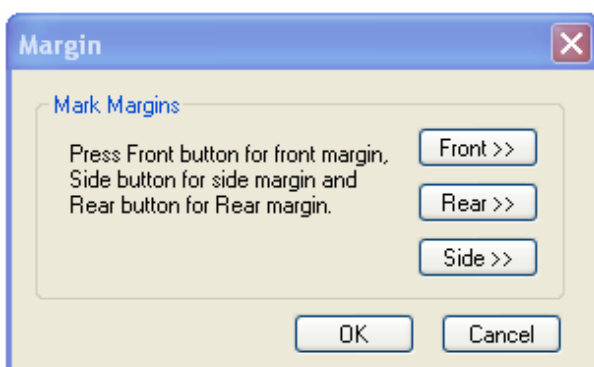 Margin
Mark Margins
Press Front button for front margin,
Side button for side margin and
Rear button for Rear margin.
Front >>
Rear >>
Side >>
OK
Cancel